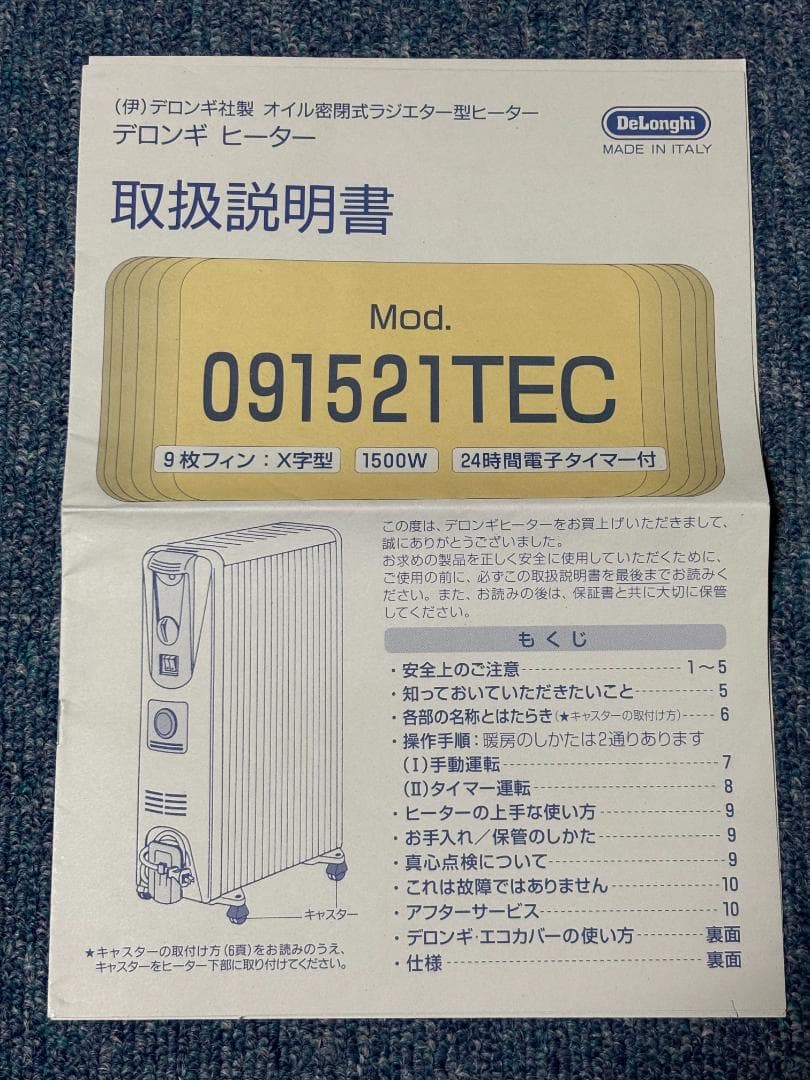 (伊)デロンギ社製 オイル密閉式ラジエター型ヒーター
デロンギ ヒーター
DeLonghi
MADE IN ITALY
取扱説明書
Mod.
091521TEC
9枚フィン:X字型 1500W 24時間電子タイマー付
この度は、デロンギヒーターをお買上げいただきまして、
誠にありがとうございました。
お求めの製品を正しく安全に使用していただくために、
ご使用の前に、必ずこの取扱説明書を最後までお読みく
ださい。また、お読みの後は、保証書と共に大切に保管
してください。
もくじ
・安全上のご注意 1〜5
・知っておいていただきたいこと 5
・各部の名称とはたらき(★キャスターの取付け方) 6
・操作手順:暖房のしかたは2通りあります
(Ⅰ)手動運転 7
(Ⅱ)タイマー運転 8
・ヒーターの上手な使い方 9
・お手入れ/保管のしかた 9
・真心点検について 9
・これは故障ではありません 10
・アフターサービス 10
・デロンギ・エコカバーの使い方 裏面
・仕様 裏面
キャスター
★キャスターの取付け方(6頁)をお読みのうえ、
キャスターをヒーター下部に取り付けてください。